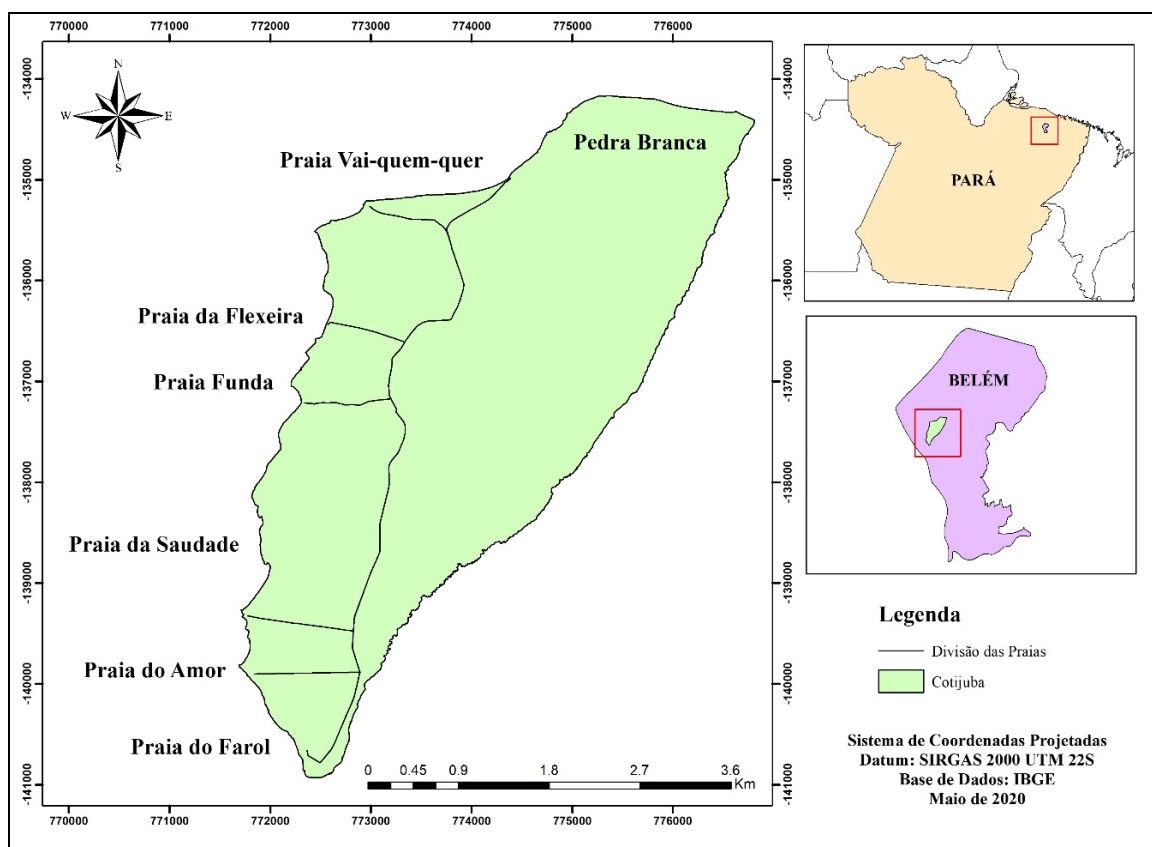 770000 771000 772000 773000 774000 775000 776000
-134000
-135000
-136000
-137000
-138000
-139000
-140000
-141000
N
W E
S
Praia Vai-quem-quer
Pedra Branca
Praia da Flexeira
Praia Funda
Praia da Saudade
Praia do Amor
Praia do Farol
0 0.45 0.9 1.8 2.7 3.6
Km
-134000
-135000
-136000
-137000
-138000
-139000
-140000
-141000
770000 771000 772000 773000 774000 775000 776000
PARÁ
BELÉM
Legenda
Divisão das Praias
Cotijuba
Sistema de Coordenadas Projetadas
Datum: SIRGAS 2000 UTM 22S
Base de Dados: IBGE
Maio de 2020